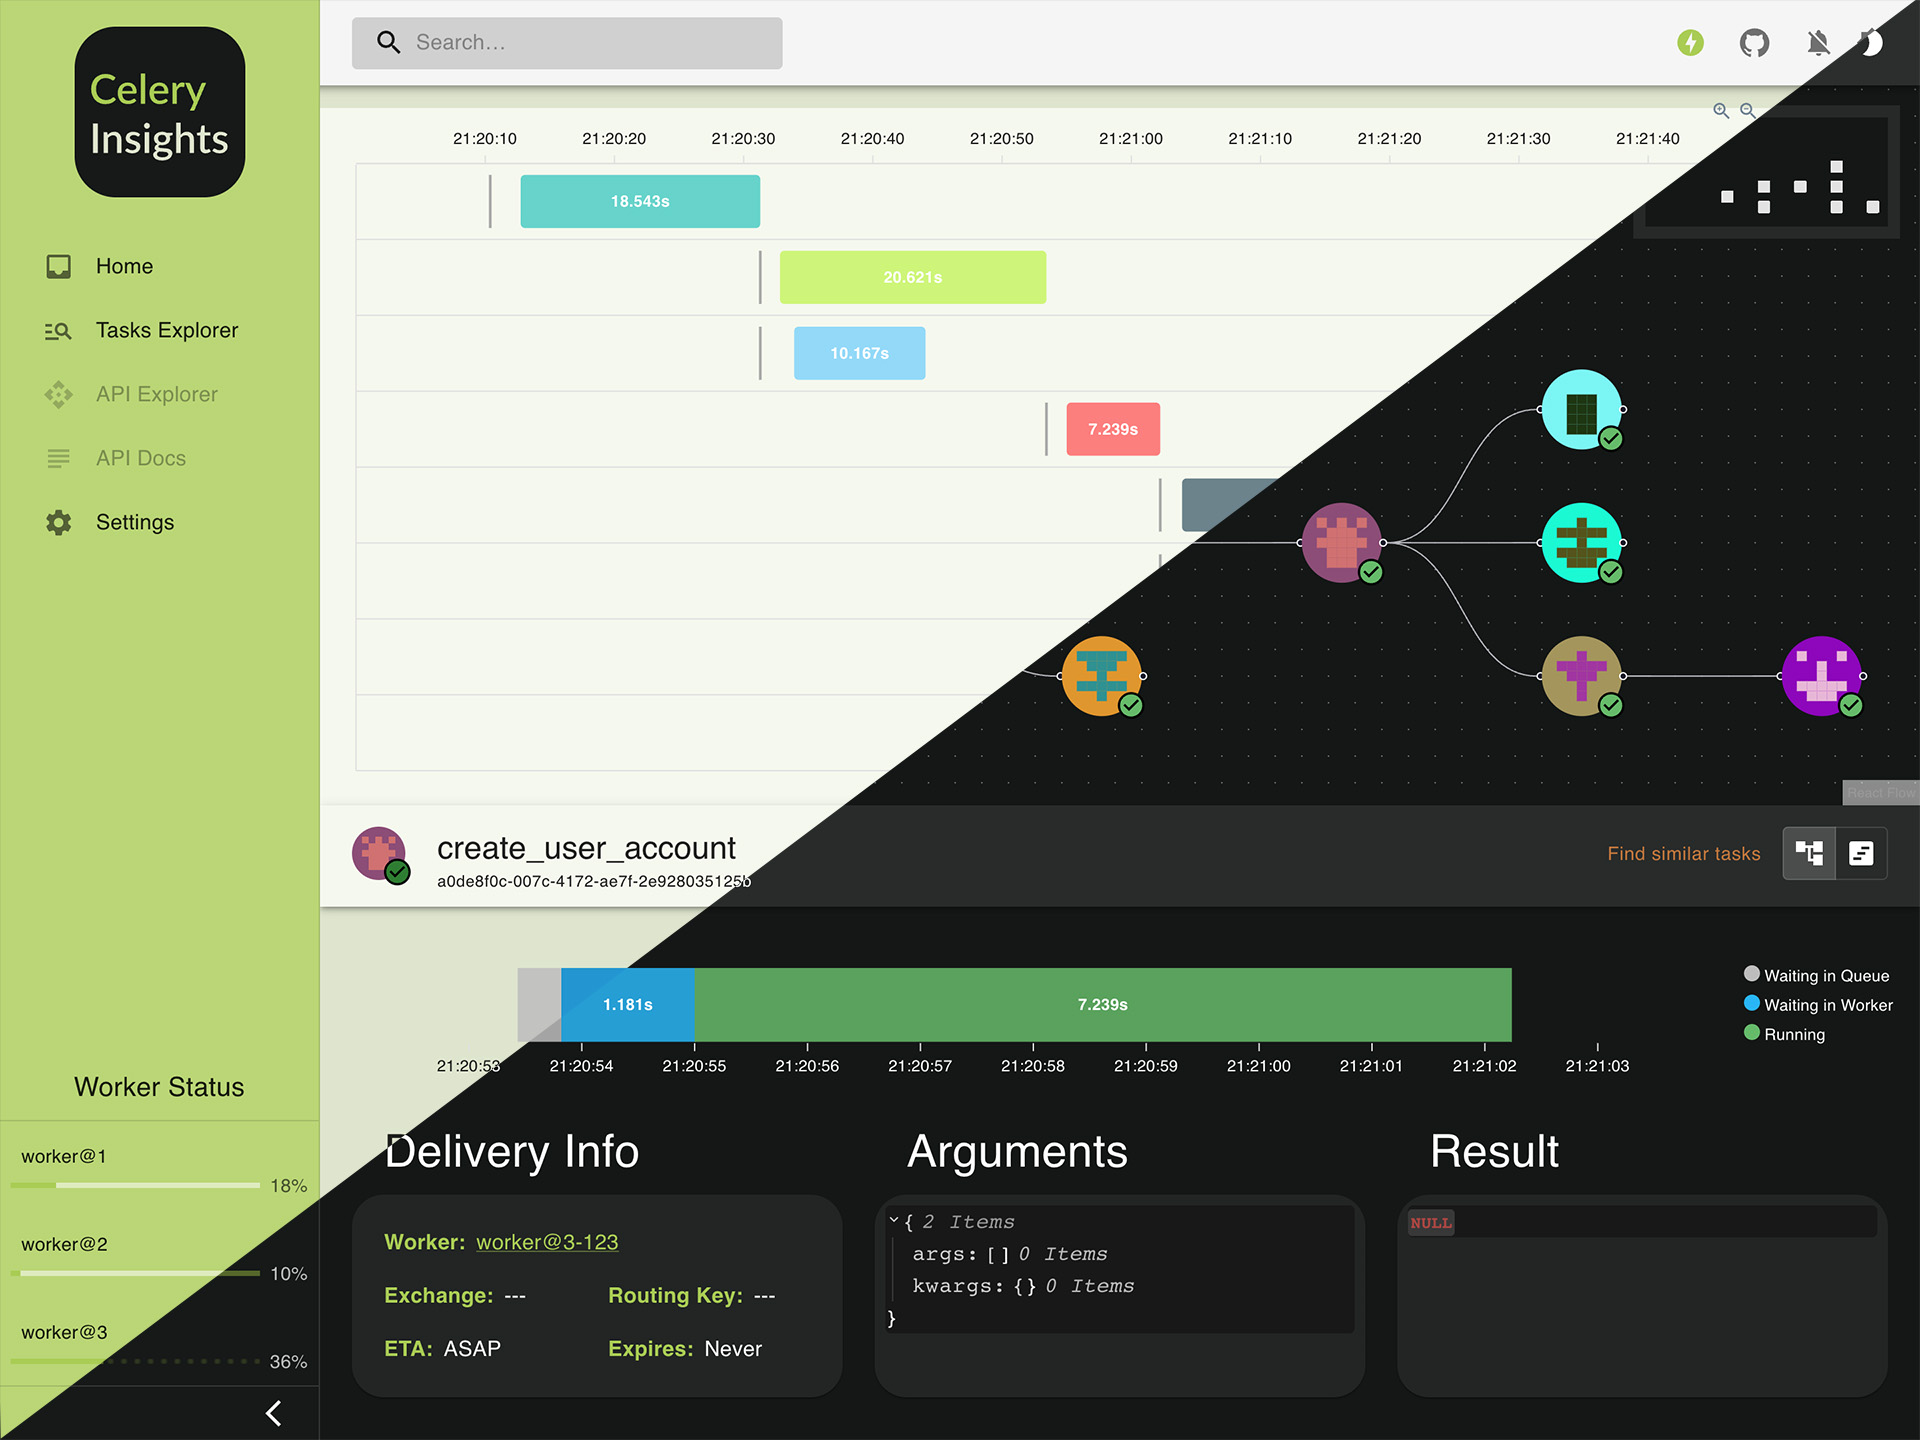 Celery
Insights
Home
Tasks Explorer
API Explorer
API Docs
Settings
Worker Status
worker@1
18%
worker@2
10%
worker@3
36%
Search...
21:20:10 21:20:20 21:20:30 21:20:40 21:20:50 21:21:00 21:21:10 21:21:20 21:21:30 21:21:40
18.543s
20.621s
10.167s
7.239s
React Flow
create_user_account
a0de8f0c-007c-4172-ae7f-2e928035125b
Find similar tasks
1.181s 7.239s
Waiting in Queue
Waiting in Worker
Running
21:20:53 21:20:54 21:20:55 21:20:56 21:20:57 21:20:58 21:20:59 21:21:00 21:21:01 21:21:02 21:21:03
Delivery Info
Worker: worker@3-123
Exchange: ---
Routing Key: ---
ETA: ASAP
Expires: Never
Arguments
{ 2 Items
args: [] 0 Items
kwargs: {} 0 Items
}
Result
NULL